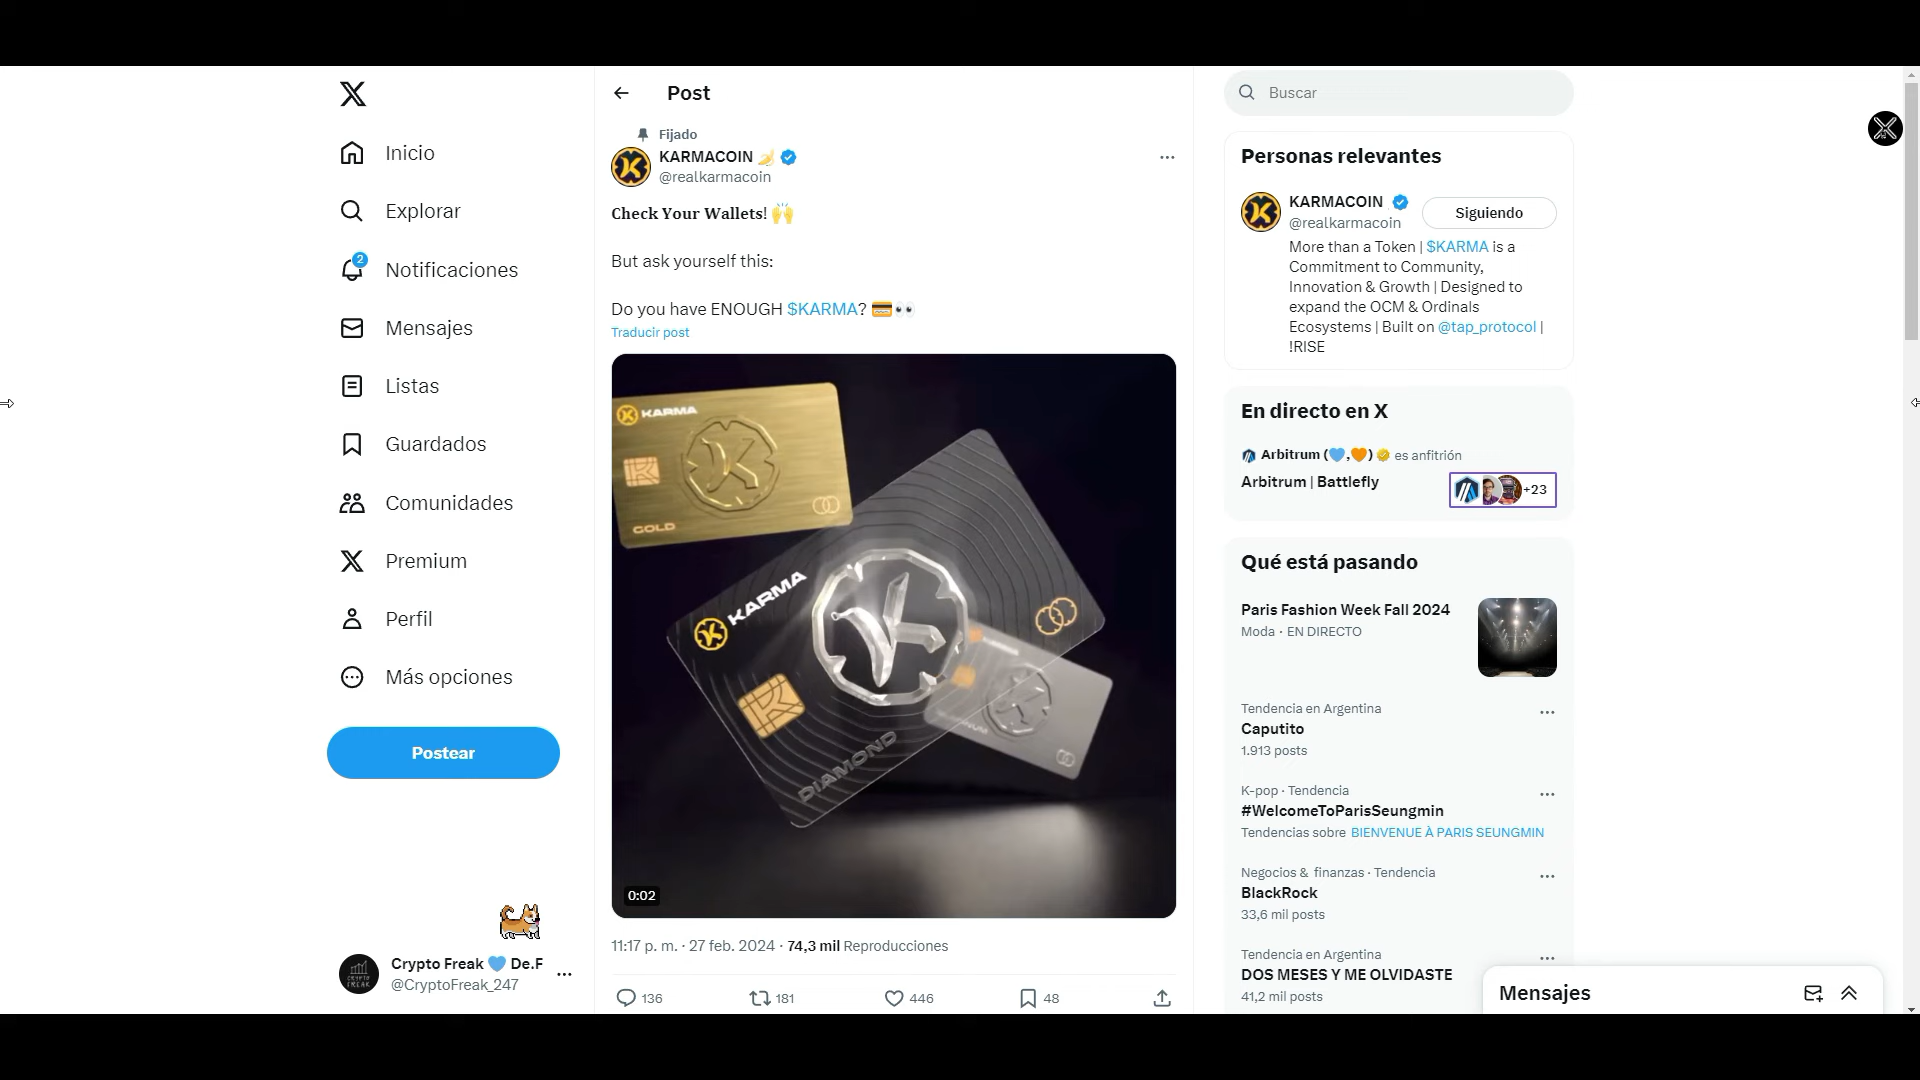 Post
Buscar
Inicio
Explorar
2
Notificaciones
Mensajes
Listas
Guardados
Comunidades
Premium
Perfil
Más opciones
Postear
Crypto Freak 💙 De.F
@CryptoFreak_247
Fijado
KARMACOIN
@realkarmacoin
Check Your Wallets! 🙌
But ask yourself this:
Do you have ENOUGH $KARMA? 💳👀
Traducir post
KARMA
GOLD
KARMA
DIAMOND
0:02
11:17 p. m. · 27 feb. 2024 · 74,3 mil Reproducciones
136
181
446
48
Personas relevantes
KARMACOIN
@realkarmacoin
Siguiendo
More than a Token | $KARMA is a
Commitment to Community,
Innovation & Growth | Designed to
expand the OCM & Ordinals
Ecosystems | Built on @tap_protocol |
!RISE
En directo en X
Arbitrum (💙,🧡) es anfitrión
Arbitrum | Battlefly
+23
Qué está pasando
Paris Fashion Week Fall 2024
Moda · EN DIRECTO
Tendencia en Argentina
Caputito
1.913 posts
K-pop · Tendencia
#WelcomeToParisSeungmin
Tendencias sobre BIENVENUE À PARIS SEUNGMIN
Negocios & finanzas · Tendencia
BlackRock
33,6 mil posts
Tendencia en Argentina
DOS MESES Y ME OLVIDASTE
41,2 mil posts
Mensajes